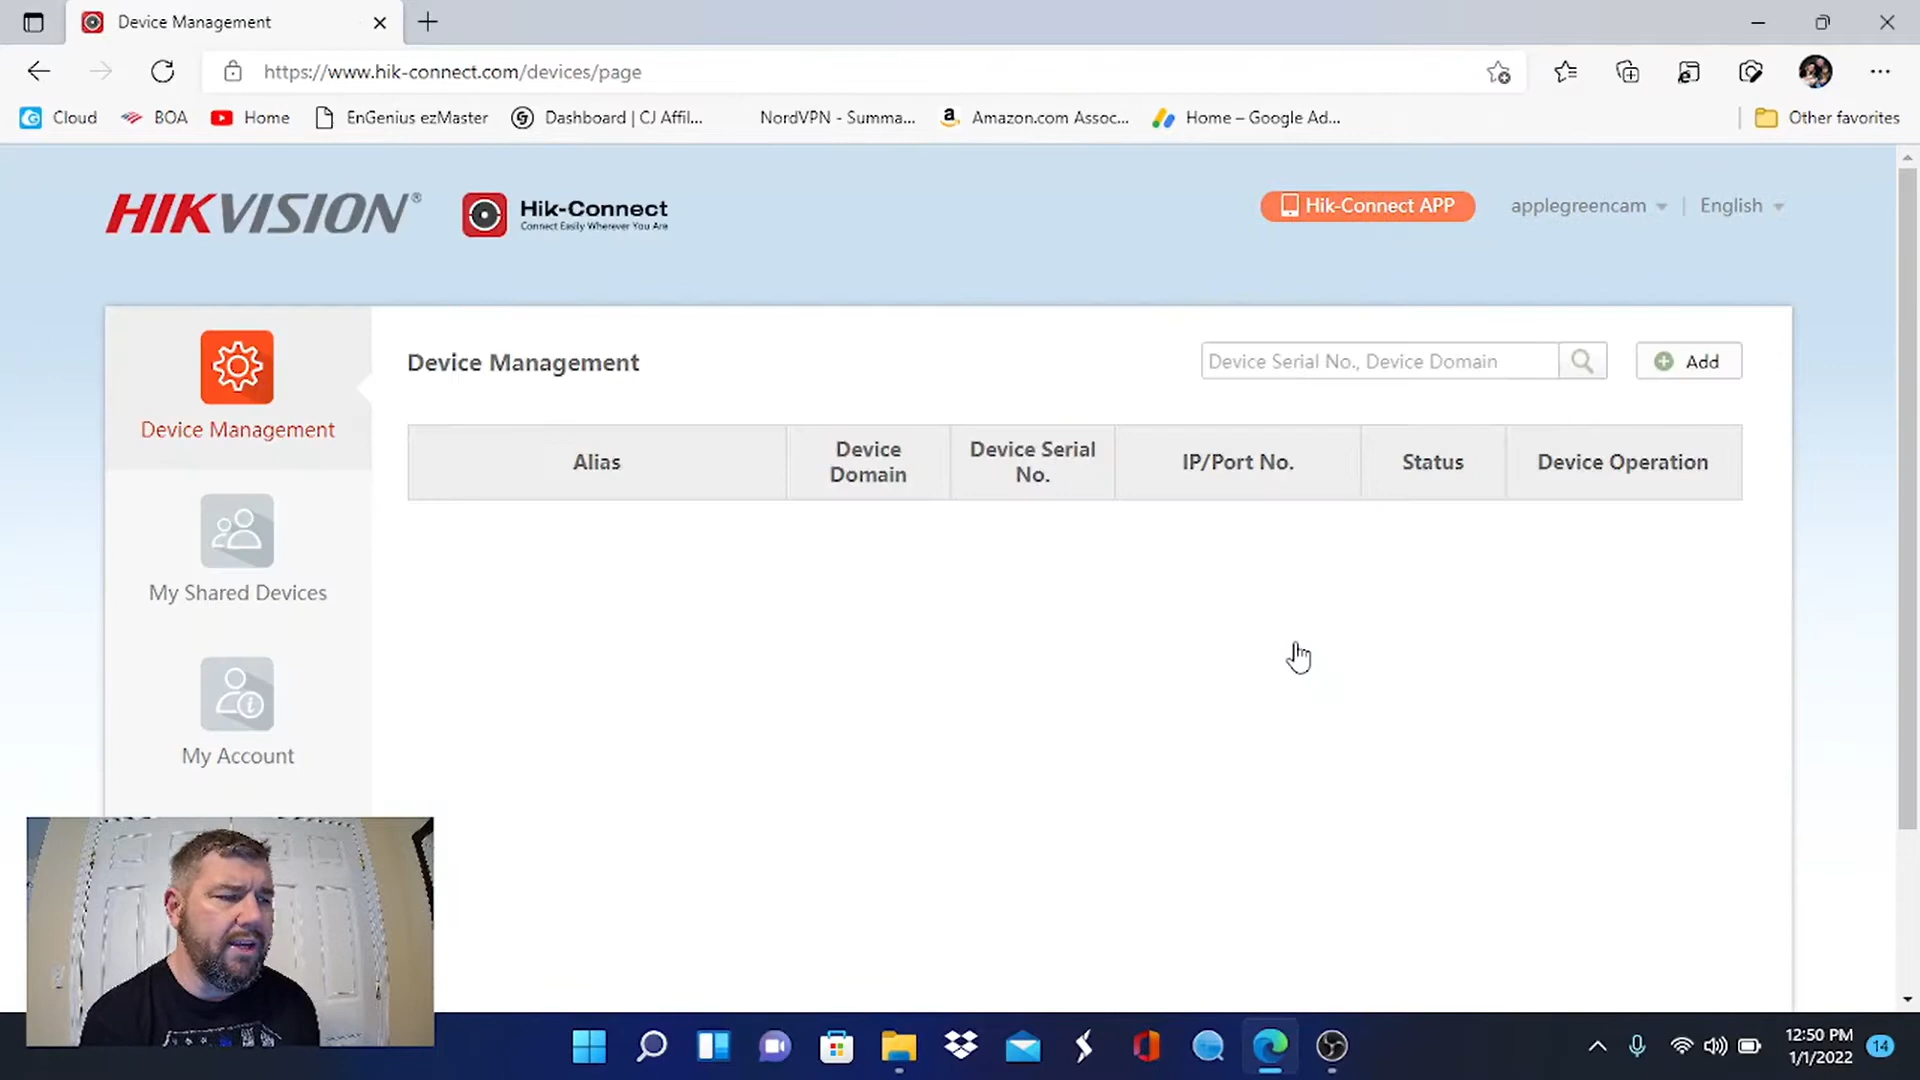 Device Management
https://www.hik-connect.com/devices/page
Cloud
BOA
Home
EnGenius ezMaster
Dashboard | CJ Affil...
NordVPN - Summa...
Amazon.com Assoc...
Home – Google Ad...
Other favorites
HIKVISION®
Hik-Connect
Connect Easily Wherever You Are
Hik-Connect APP
applegreencam
English
Device Management
My Shared Devices
My Account
Device Management
Device Serial No., Device Domain
Add
Alias
Device
Domain
Device Serial
No.
IP/Port No.
Status
Device Operation
12:50 PM
1/1/2022
14